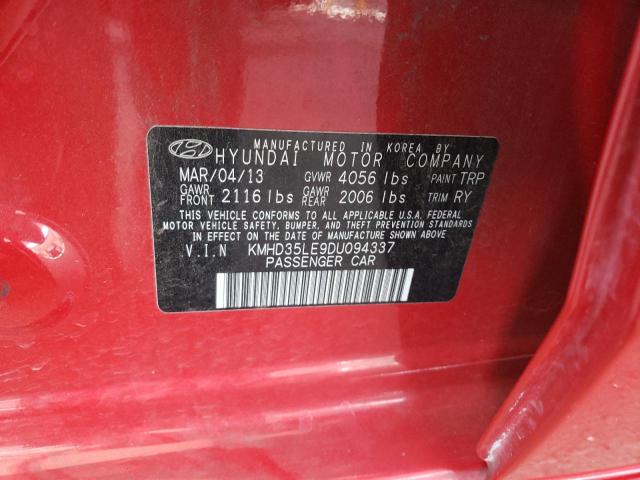 MANUFACTURED IN KOREA BY
HYUNDAI MOTOR COMPANY
MAR/04/13 GVWR 4056 lbs PAINT TRP
GAWR FRONT 2116 lbs GAWR REAR 2006 lbs TRIM RY
THIS VEHICLE CONFORMS TO ALL APPLICABLE U.S.A. FEDERAL
MOTOR VEHICLE SAFETY, BUMPER, AND THEFT PREVENTION STANDARDS
IN EFFECT ON THE DATE OF MANUFACTURE SHOWN ABOVE.
V.I.N KMHD35LE9DU094337
PASSENGER CAR